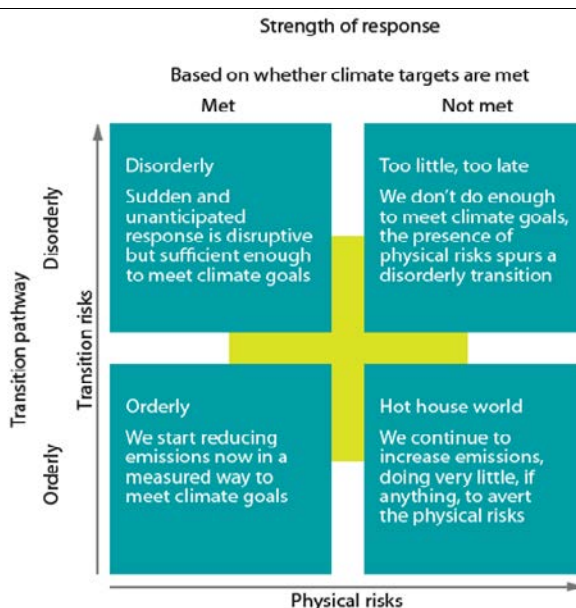 Strength of response
Based on whether climate targets are met
Met
Not met
Transition pathway
Disorderly
Orderly
Transition risks
Disorderly
Sudden and
unanticipated
response is disruptive
but sufficient enough
to meet climate goals
Too little, too late
We don't do enough
to meet climate goals,
the presence of
physical risks spurs a
disorderly transition
Orderly
We start reducing
emissions now in a
measured way to
meet climate goals
Hot house world
We continue to
increase emissions,
doing very little, if
anything, to avert
the physical risks
Physical risks